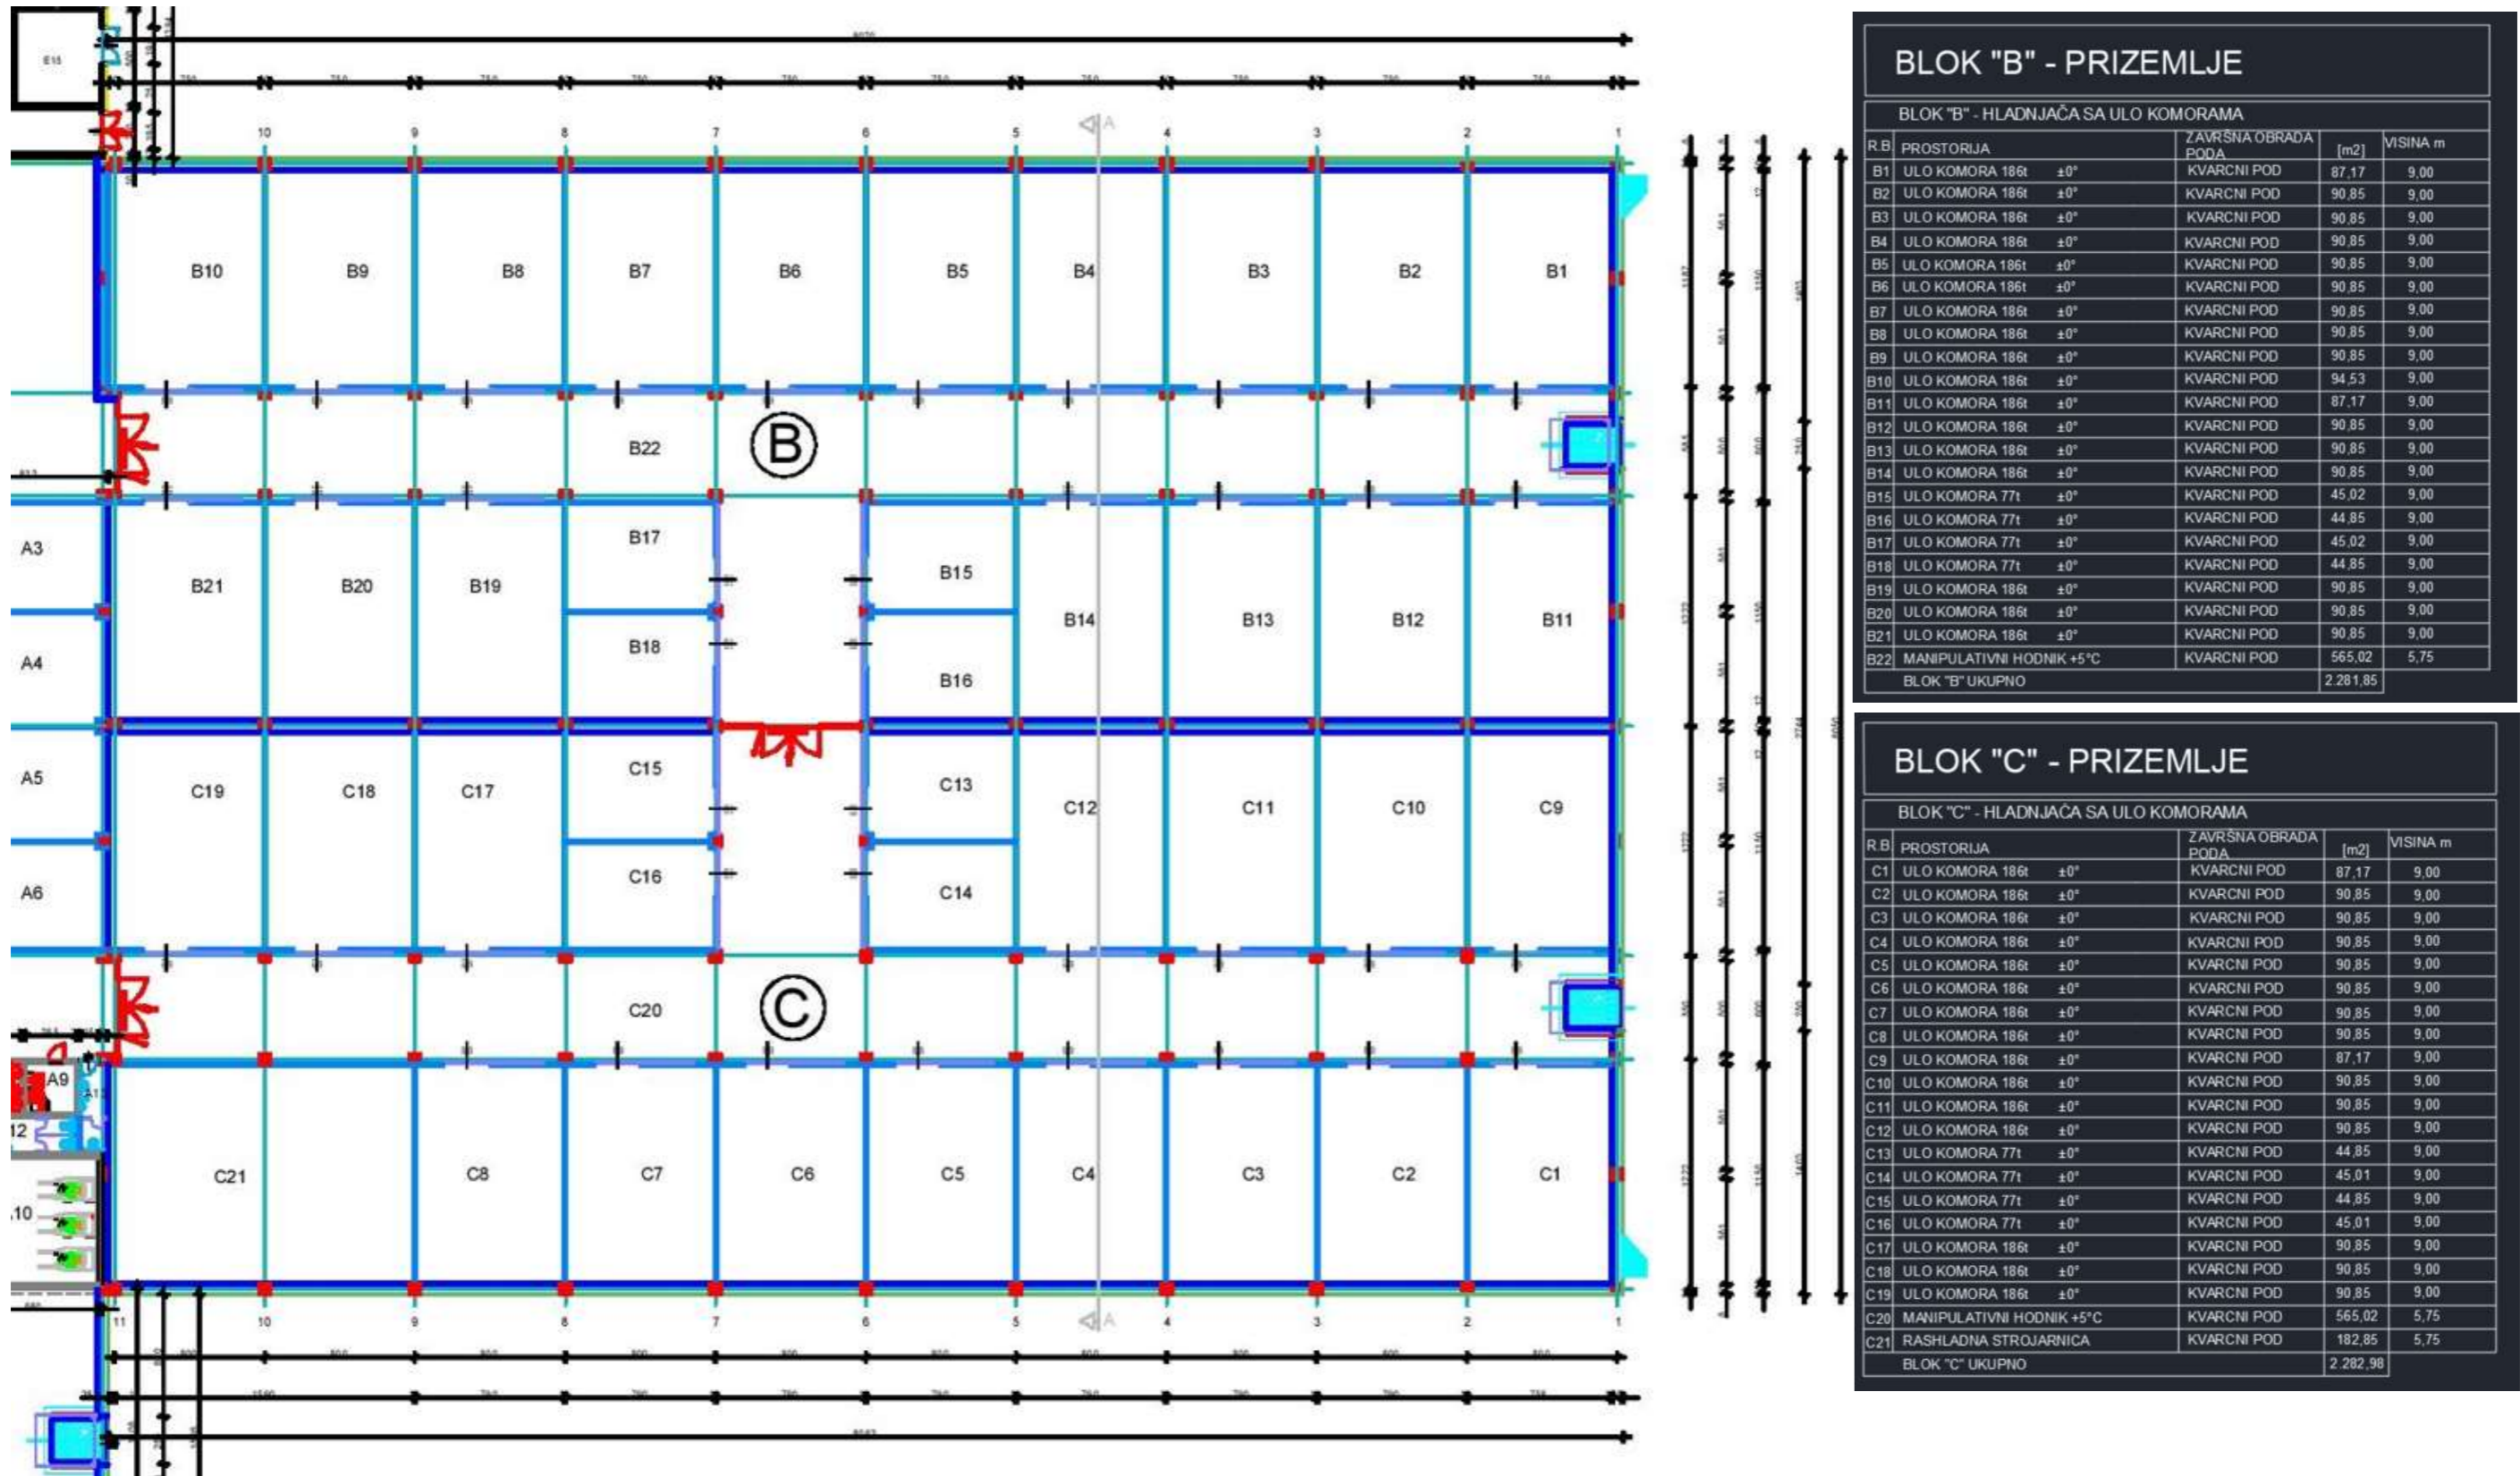 E15
10 9 8 7 6 5 A 4 3 2 1
B10 B9 B8 B7 B6 B5 B4 B3 B2 B1
B22 B
A3 B21 B20 B19 B17 B15 B14 B13 B12 B11
A4 B18 B16
A5 C19 C18 C17 C15 C13 C12 C11 C10 C9
A6 C16 C14
C20 C
A9
12
10 C21 C8 C7 C6 C5 C4 C3 C2 C1
11 10 9 8 7 6 5 A 4 3 2 1
BLOK "B" - PRIZEMLJE
BLOK "B" - HLADNJAČA SA ULO KOMORAMA
R.B. PROSTORIJA ZAVRŠNA OBRADA PODA [m2] VISINA m
B1 ULO KOMORA 186t ±0° KVARCNI POD 87,17 9,00
B2 ULO KOMORA 186t ±0° KVARCNI POD 90,85 9,00
B3 ULO KOMORA 186t ±0° KVARCNI POD 90,85 9,00
B4 ULO KOMORA 186t ±0° KVARCNI POD 90,85 9,00
B5 ULO KOMORA 186t ±0° KVARCNI POD 90,85 9,00
B6 ULO KOMORA 186t ±0° KVARCNI POD 90,85 9,00
B7 ULO KOMORA 186t ±0° KVARCNI POD 90,85 9,00
B8 ULO KOMORA 186t ±0° KVARCNI POD 90,85 9,00
B9 ULO KOMORA 186t ±0° KVARCNI POD 90,85 9,00
B10 ULO KOMORA 186t ±0° KVARCNI POD 94,53 9,00
B11 ULO KOMORA 186t ±0° KVARCNI POD 87,17 9,00
B12 ULO KOMORA 186t ±0° KVARCNI POD 90,85 9,00
B13 ULO KOMORA 186t ±0° KVARCNI POD 90,85 9,00
B14 ULO KOMORA 186t ±0° KVARCNI POD 90,85 9,00
B15 ULO KOMORA 77t ±0° KVARCNI POD 45,02 9,00
B16 ULO KOMORA 77t ±0° KVARCNI POD 44,85 9,00
B17 ULO KOMORA 77t ±0° KVARCNI POD 45,02 9,00
B18 ULO KOMORA 77t ±0° KVARCNI POD 44,85 9,00
B19 ULO KOMORA 186t ±0° KVARCNI POD 90,85 9,00
B20 ULO KOMORA 186t ±0° KVARCNI POD 90,85 9,00
B21 ULO KOMORA 186t ±0° KVARCNI POD 90,85 9,00
B22 MANIPULATIVNI HODNIK +5°C KVARCNI POD 565,02 5,75
BLOK "B" UKUPNO 2.281,85
BLOK "C" - PRIZEMLJE
BLOK "C" - HLADNJAČA SA ULO KOMORAMA
R.B. PROSTORIJA ZAVRŠNA OBRADA PODA [m2] VISINA m
C1 ULO KOMORA 186t ±0° KVARCNI POD 87,17 9,00
C2 ULO KOMORA 186t ±0° KVARCNI POD 90,85 9,00
C3 ULO KOMORA 186t ±0° KVARCNI POD 90,85 9,00
C4 ULO KOMORA 186t ±0° KVARCNI POD 90,85 9,00
C5 ULO KOMORA 186t ±0° KVARCNI POD 90,85 9,00
C6 ULO KOMORA 186t ±0° KVARCNI POD 90,85 9,00
C7 ULO KOMORA 186t ±0° KVARCNI POD 90,85 9,00
C8 ULO KOMORA 186t ±0° KVARCNI POD 90,85 9,00
C9 ULO KOMORA 186t ±0° KVARCNI POD 87,17 9,00
C10 ULO KOMORA 186t ±0° KVARCNI POD 90,85 9,00
C11 ULO KOMORA 186t ±0° KVARCNI POD 90,85 9,00
C12 ULO KOMORA 186t ±0° KVARCNI POD 90,85 9,00
C13 ULO KOMORA 77t ±0° KVARCNI POD 44,85 9,00
C14 ULO KOMORA 77t ±0° KVARCNI POD 45,01 9,00
C15 ULO KOMORA 77t ±0° KVARCNI POD 44,85 9,00
C16 ULO KOMORA 77t ±0° KVARCNI POD 45,01 9,00
C17 ULO KOMORA 186t ±0° KVARCNI POD 90,85 9,00
C18 ULO KOMORA 186t ±0° KVARCNI POD 90,85 9,00
C19 ULO KOMORA 186t ±0° KVARCNI POD 90,85 9,00
C20 MANIPULATIVNI HODNIK +5°C KVARCNI POD 565,02 5,75
C21 RASHLADNA STROJARNICA KVARCNI POD 182,85 5,75
BLOK "C" UKUPNO 2.282,98